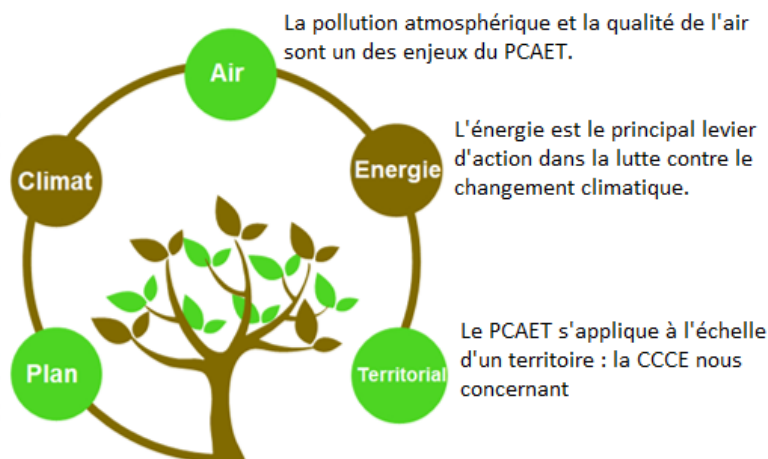 La pollution atmosphérique et la qualité de l'air
sont un des enjeux du PCAET.
Air
L'énergie est le principal levier
d'action dans la lutte contre le
changement climatique.
Energie
Climat
Le PCAET s'applique à l'échelle
d'un territoire : la CCCE nous
concernant
Plan
Territorial